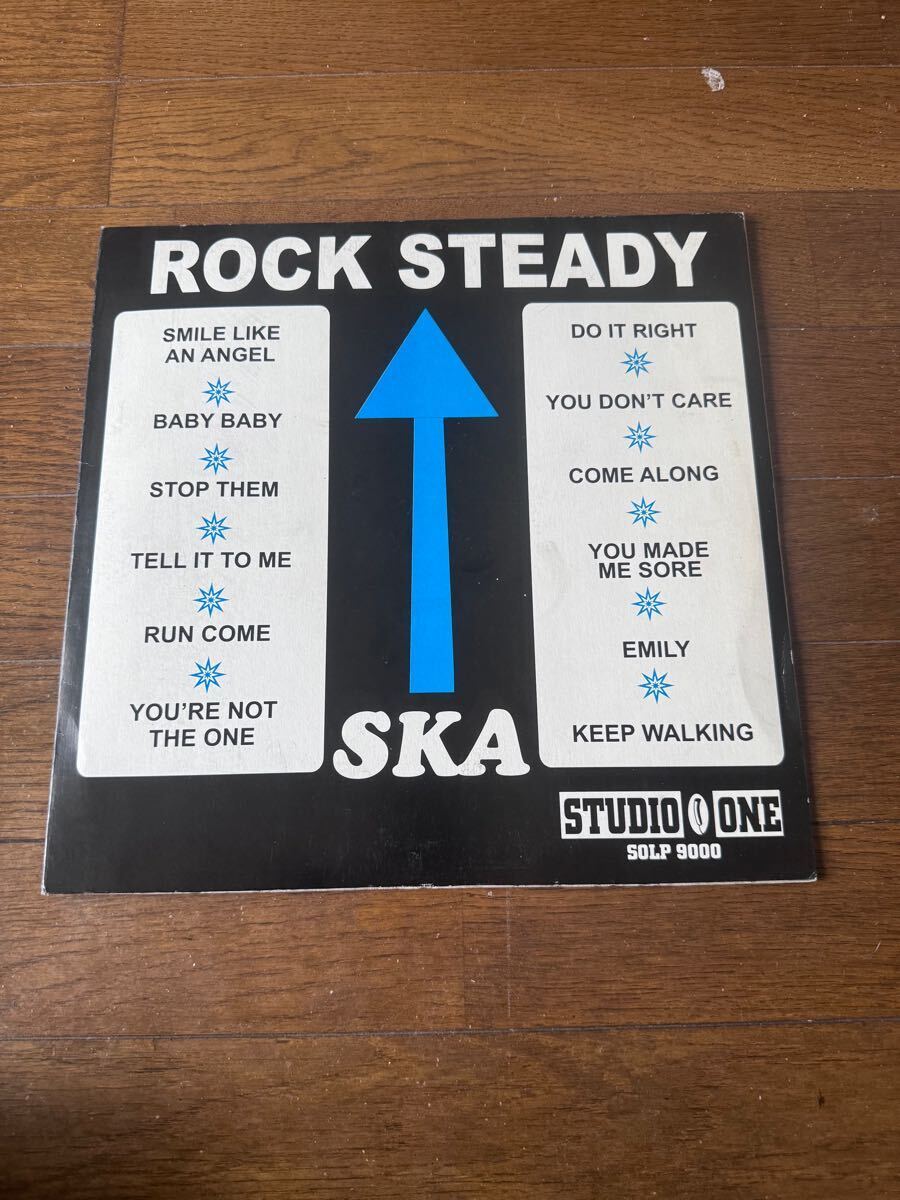 ROCK STEADY
SMILE LIKE
AN ANGEL
BABY BABY
STOP THEM
TELL IT TO ME
RUN COME
YOU'RE NOT
THE ONE
SKA
DO IT RIGHT
YOU DON'T CARE
COME ALONG
YOU MADE
ME SORE
EMILY
KEEP WALKING
STUDIO ONE
SOLP 9000